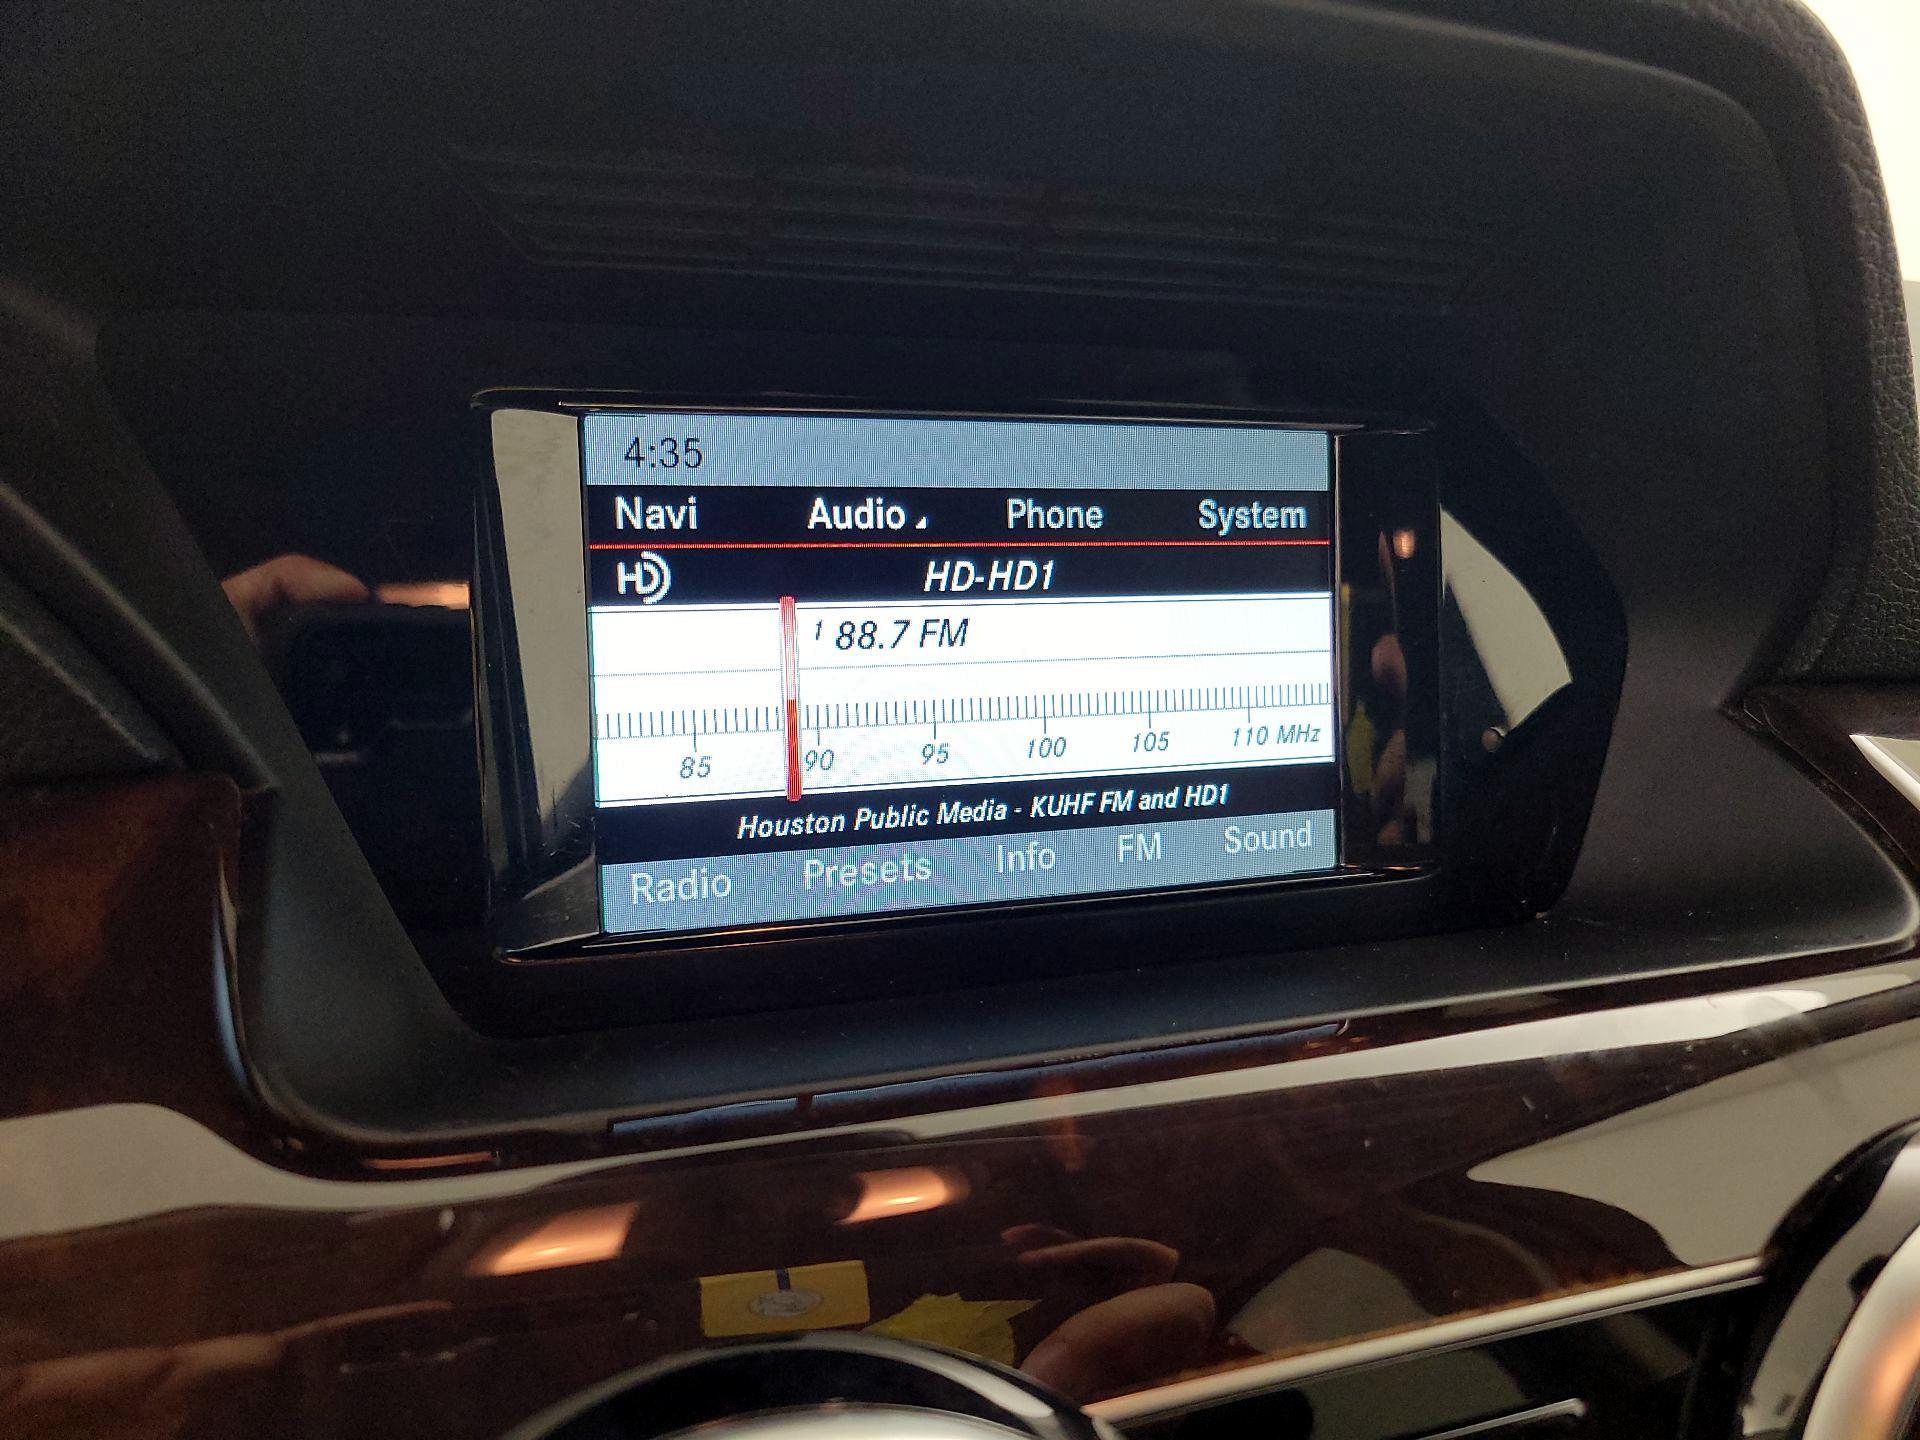 4:35
Navi Audio Phone System
HD HD-HD1
1 88.7 FM
85 90 95 100 105 110 MHz
Houston Public Media - KUHF FM and HD1
Radio Presets Info FM Sound